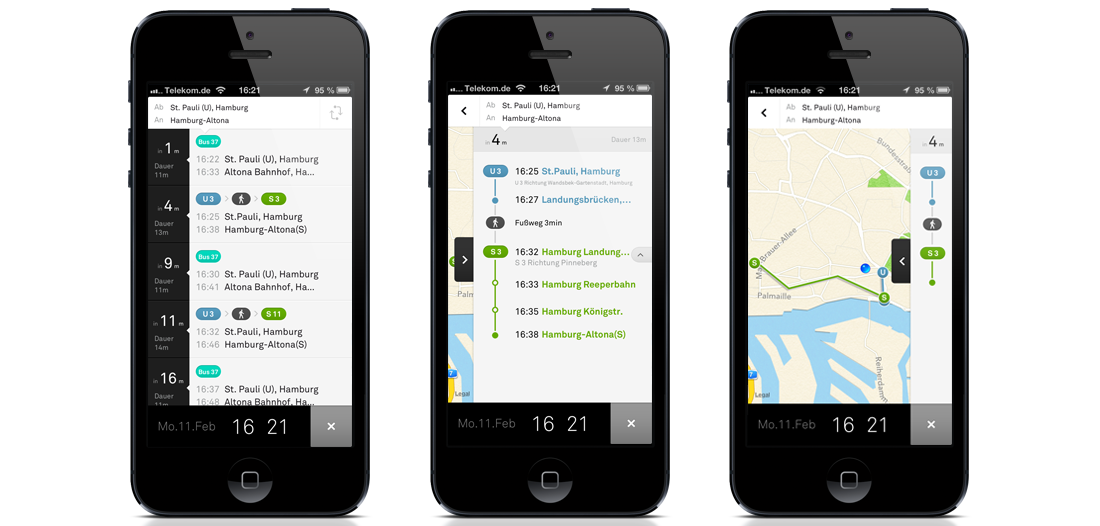 Telekom.de 16:21 95 %
Ab St. Pauli (U), Hamburg
An Hamburg-Altona
in 1 m
Dauer
11m
Bus 37
16:22 St. Pauli (U), Hamburg
16:33 Altona Bahnhof, Ha...
in 4 m
Dauer
13m
U 3 > > S 3
16:25 St.Pauli, Hamburg
16:38 Hamburg-Altona(S)
in 9 m
Dauer
11m
Bus 37
16:30 St. Pauli (U), Hamburg
16:41 Altona Bahnhof, Ha...
in 11 m
Dauer
14m
U 3 > > S 11
16:32 St.Pauli, Hamburg
16:46 Hamburg-Altona(S)
in 16 m
Dauer
11m
Bus 37
16:37 St. Pauli (U), Hamburg
16:48 Altona Bahnhof, Ha...
Mo.11.Feb 16 21 ×
Telekom.de 16:21 95 %
Ab St. Pauli (U), Hamburg
An Hamburg-Altona
in 4 m Dauer 13m
U 3 16:25 St.Pauli, Hamburg
U 3 Richtung Wandsbek-Gartenstadt, Hamburg
16:27 Landungsbrücken,...
Fußweg 3min
S 3 16:32 Hamburg Landung...
S 3 Richtung Pinneberg
16:33 Hamburg Reeperbahn
16:35 Hamburg Königstr.
16:38 Hamburg-Altona(S)
S
Palm
7
Legal
Mo.11.Feb 16 21 ×
Telekom.de 16:21 95 %
Ab St. Pauli (U), Hamburg
An Hamburg-Altona
in 4 m
U 3
S 3
Bundesstra
Max-Brauer-Allee
Palmaille
S
U
S
Reiherdamm
7
Legal
Mo.11.Feb 16 21 ×